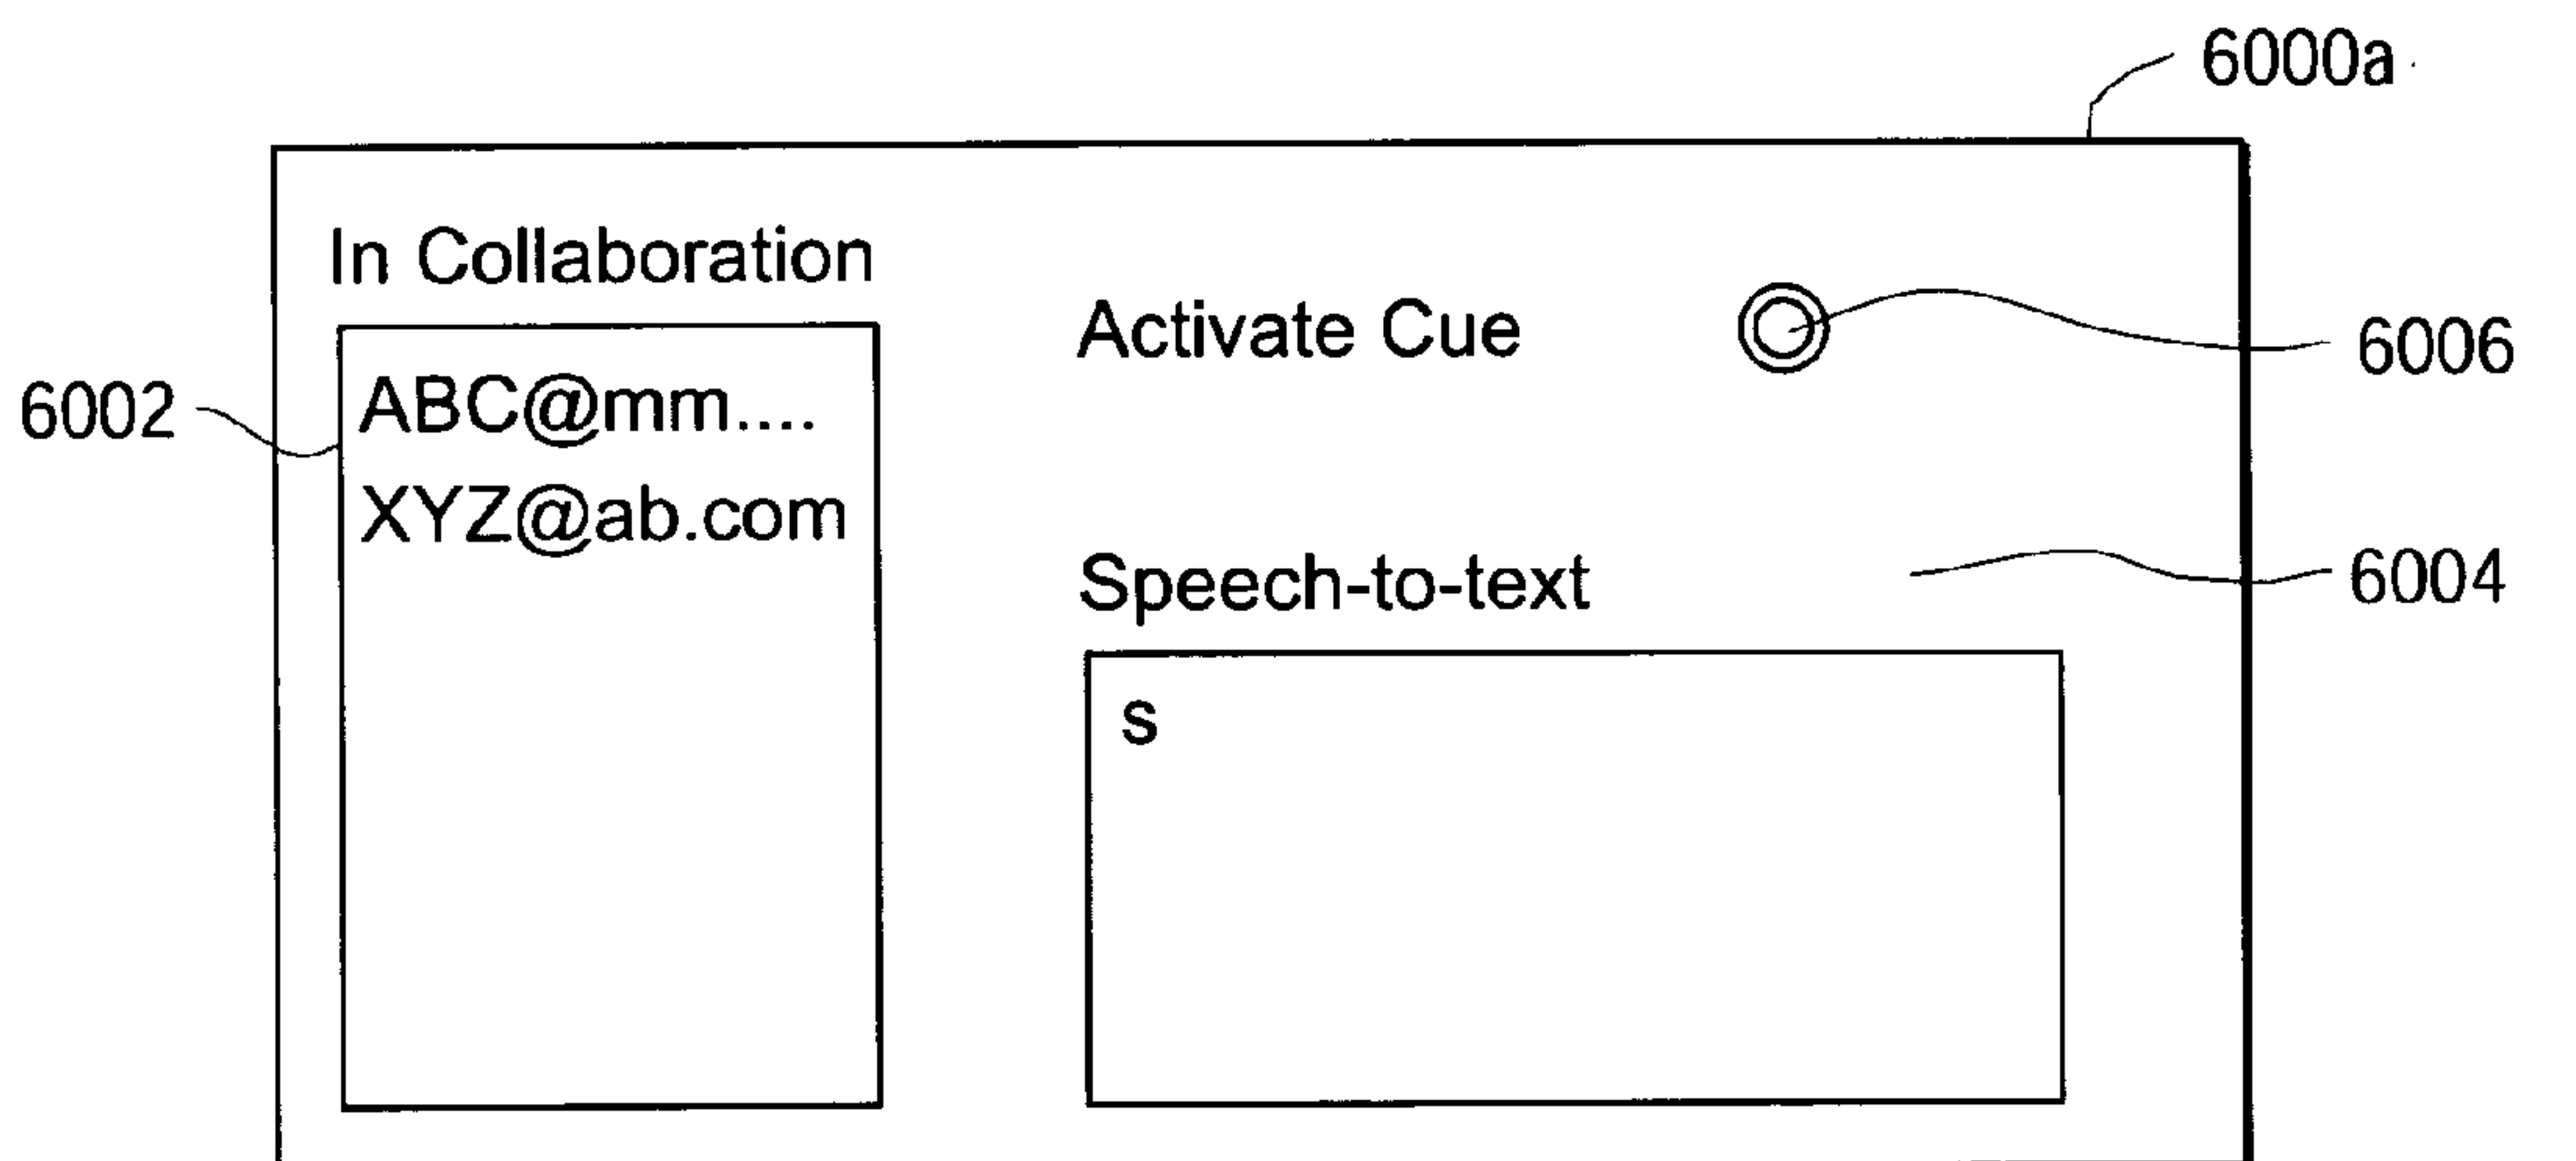 6000a
In Collaboration
Activate Cue
6006
6002
ABC@mm....
XYZ@ab.com
Speech-to-text
6004
s